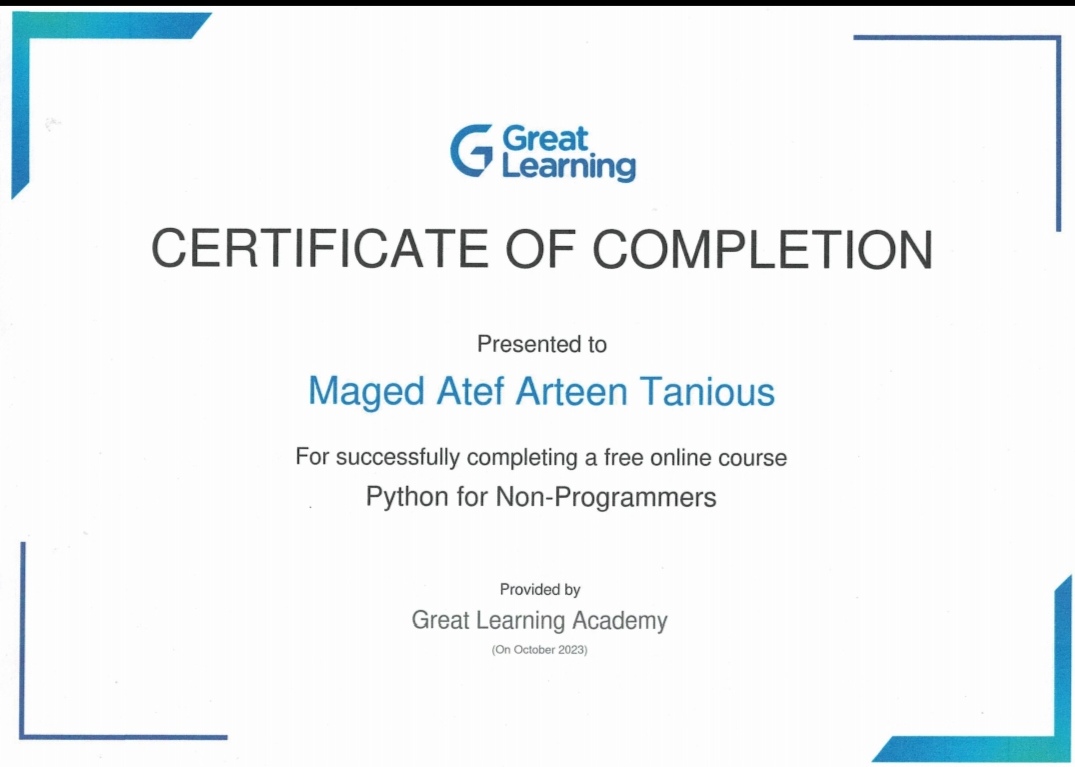 Great
Learning
CERTIFICATE OF COMPLETION
Presented to
Maged Atef Arteen Tanious
For successfully completing a free online course
Python for Non-Programmers
Provided by
Great Learning Academy
(On October 2023)